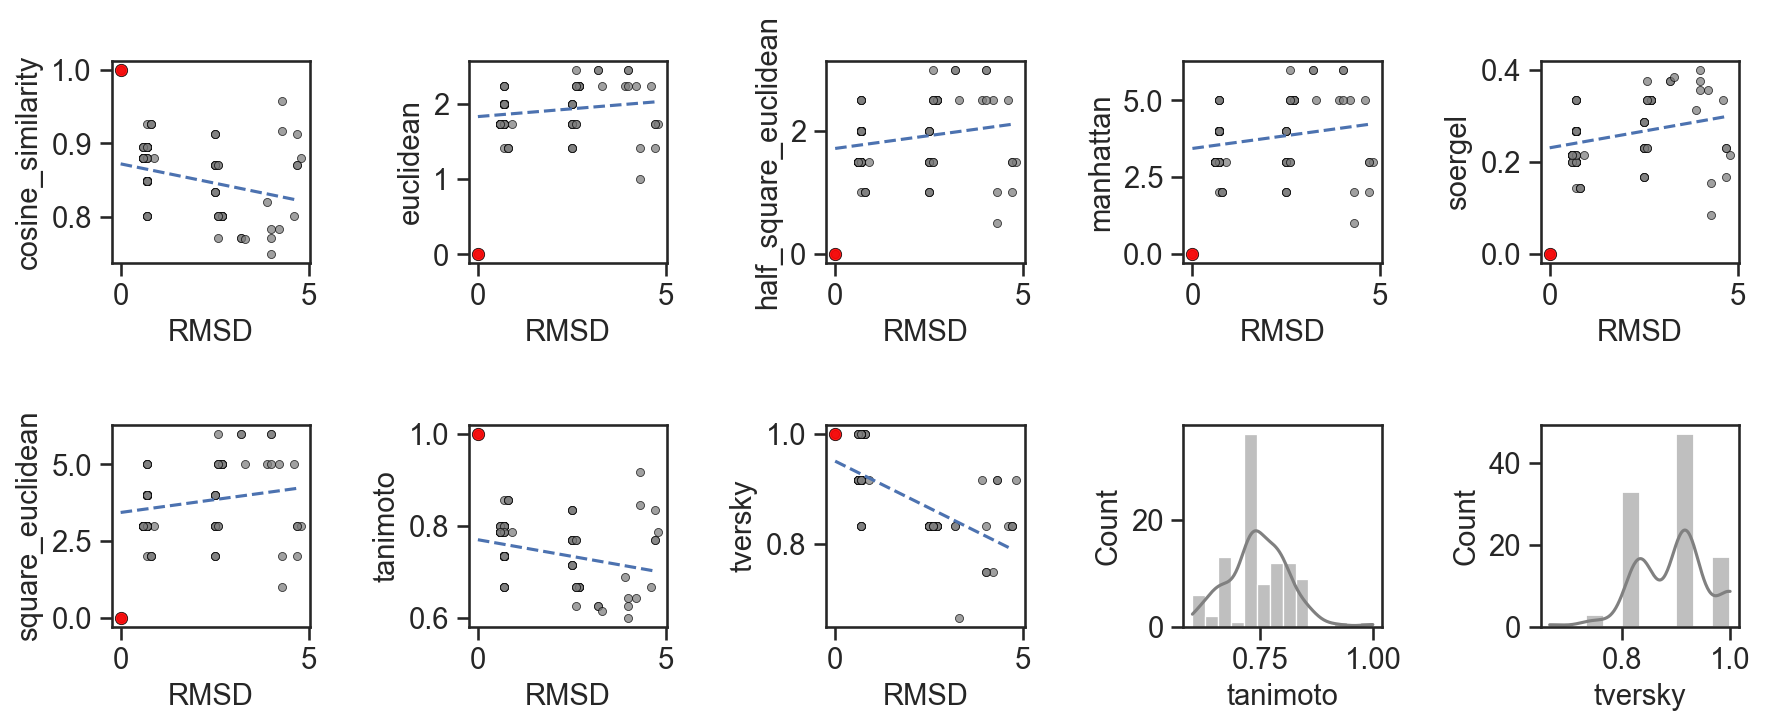 cosine_similarity
1.0
0.9
0.8
0
5
RMSD
euclidean
2
1
0
0
5
RMSD
half_square_euclidean
2
0
0
5
RMSD
manhattan
5.0
2.5
0.0
0
5
RMSD
soergel
0.4
0.2
0.0
0
5
RMSD
square_euclidean
5.0
2.5
0.0
0
5
RMSD
tanimoto
1.0
0.8
0.6
0
5
RMSD
tversky
1.0
0.8
0
5
RMSD
Count
20
0
0.75
1.00
tanimoto
Count
40
20
0
0.8
1.0
tversky